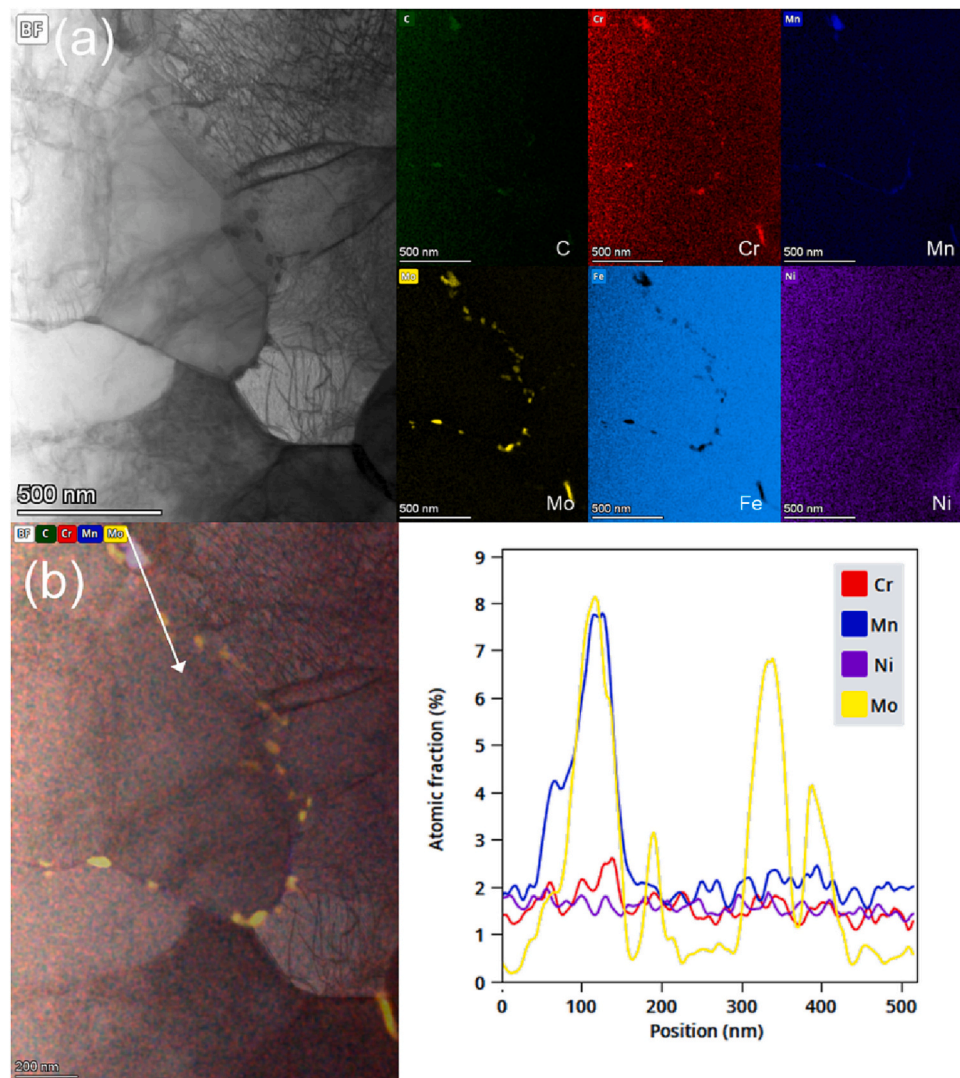 BF (a)
500 nm
C
500 nm
C
Cr
500 nm
Cr
Mn
500 nm
Mn
Mo
500 nm
Mo
Fe
500 nm
Fe
Ni
500 nm
Ni
BF C Cr Mn Mo
(b)
200 nm
Atomic fraction (%)
9
8
7
6
5
4
3
2
1
0
Cr
Mn
Ni
Mo
0 100 200 300 400 500
Position (nm)